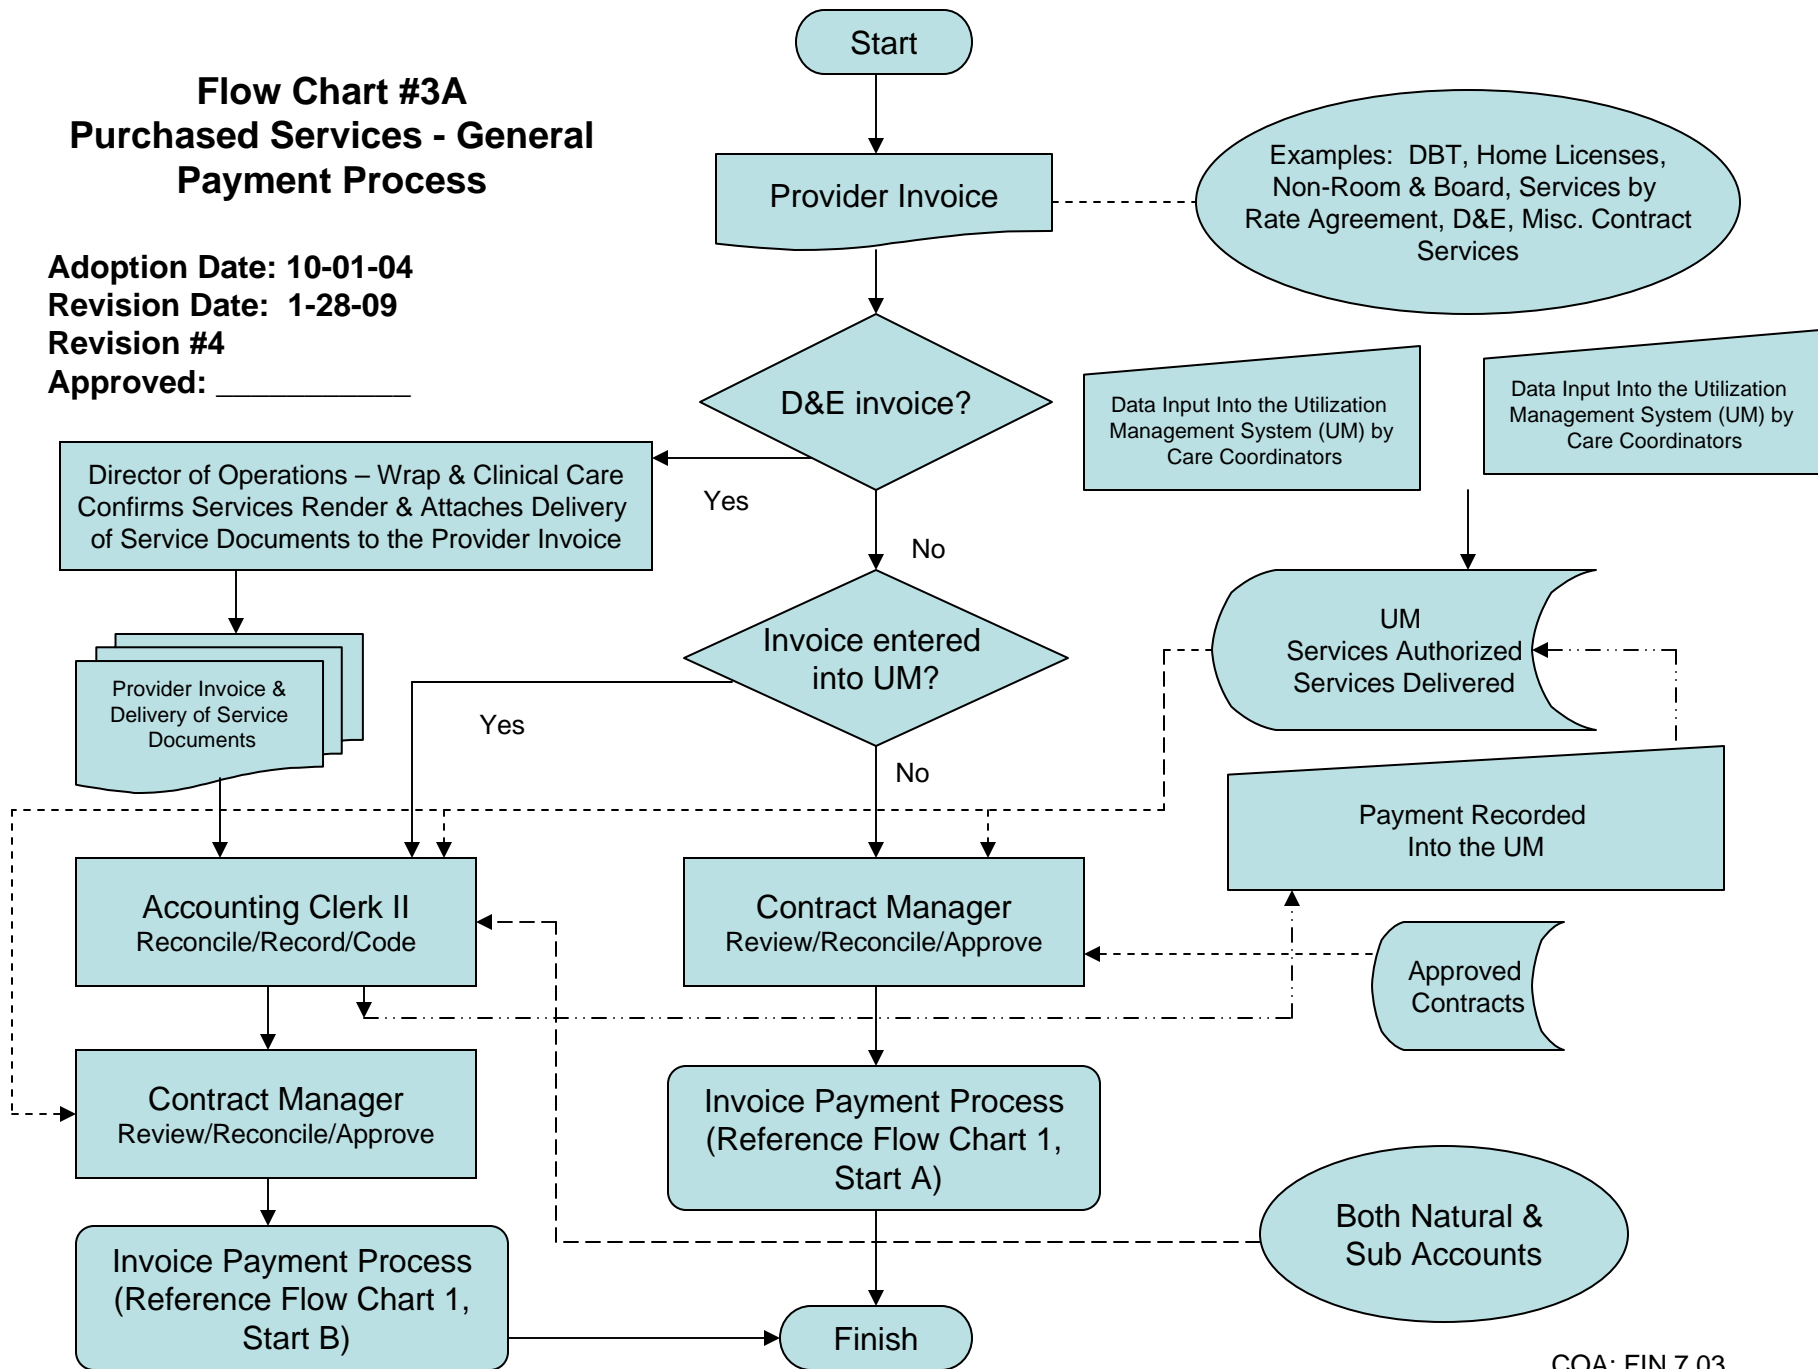 Start
Flow Chart #3A
Purchased Services - General
Payment Process
Adoption Date: 10-01-04
Revision Date:  1-28-09
Revision #4
Approved: ___________
Provider Invoice
Examples:  DBT, Home Licenses,
Non-Room & Board, Services by
Rate Agreement, D&E, Misc. Contract
Services
D&E invoice?
Data Input Into the Utilization
Management System (UM) by
Care Coordinators
Data Input Into the Utilization
Management System (UM) by
Care Coordinators
Director of Operations – Wrap & Clinical Care
Confirms Services Render & Attaches Delivery
of Service Documents to the Provider Invoice
Yes
No
Invoice entered
into UM?
UM
Services Authorized
Services Delivered
Provider Invoice &
Delivery of Service
Documents
Yes
No
Payment Recorded
Into the UM
Accounting Clerk II
Reconcile/Record/Code
Contract Manager
Review/Reconcile/Approve
Approved
Contracts
Contract Manager
Review/Reconcile/Approve
Invoice Payment Process
(Reference Flow Chart 1,
Start A)
Both Natural &
Sub Accounts
Invoice Payment Process
(Reference Flow Chart 1,
Start B)
Finish
COA: FIN 7.03